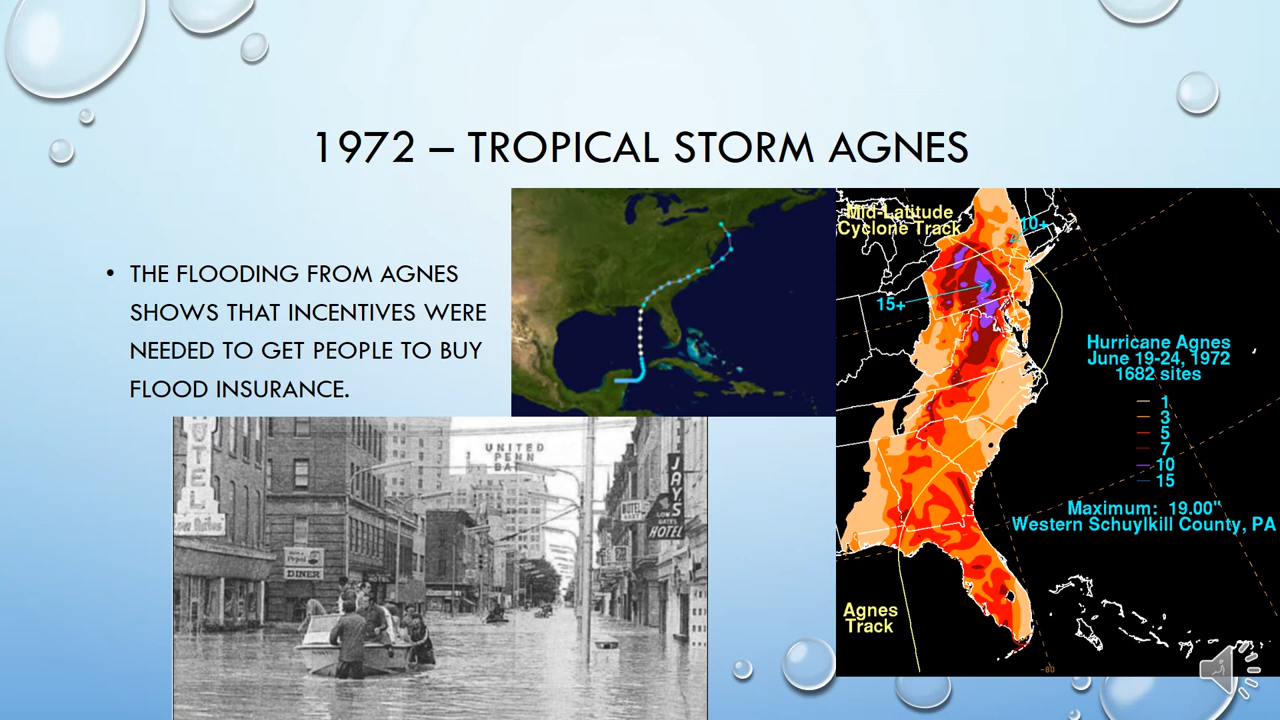 1972 – TROPICAL STORM AGNES
• THE FLOODING FROM AGNES
SHOWS THAT INCENTIVES WERE
NEEDED TO GET PEOPLE TO BUY
FLOOD INSURANCE.
Mid-Latitude
Cyclone Track
10+
15+
Hurricane Agnes
June 19-24, 1972
1682 sites
1
3
5
7
10
15
Maximum: 19.00"
Western Schuylkill County, PA
Agnes
Track
-80
UNITED
PENN
JAYS
HOTEL
DINER